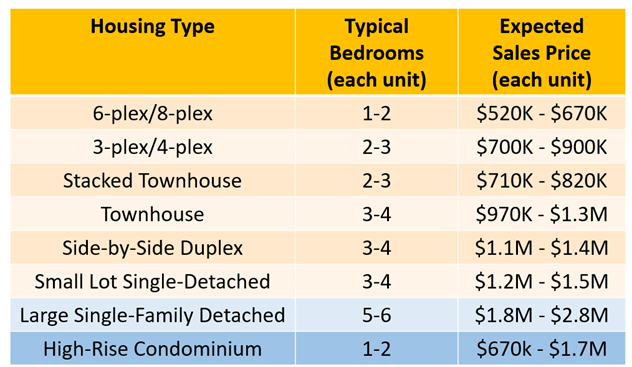 Housing Type Typical Bedrooms (each unit) Expected Sales Price (each unit)
6-plex/8-plex 1-2 $520K - $670K
3-plex/4-plex 2-3 $700K - $900K
Stacked Townhouse 2-3 $710K - $820K
Townhouse 3-4 $970K - $1.3M
Side-by-Side Duplex 3-4 $1.1M - $1.4M
Small Lot Single-Detached 3-4 $1.2M - $1.5M
Large Single-Family Detached 5-6 $1.8M - $2.8M
High-Rise Condominium 1-2 $670k - $1.7M